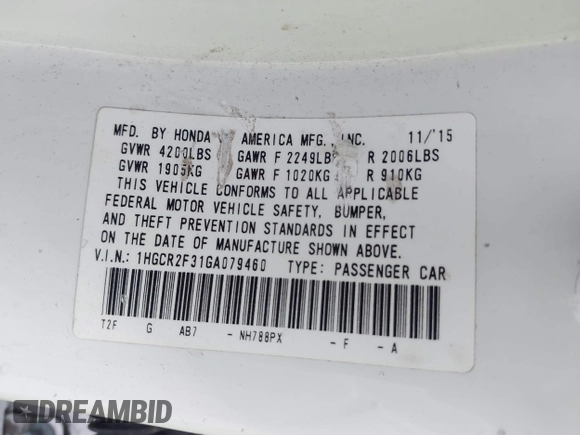 MFD. BY HONDA OF AMERICA MFG., INC. 11/'15
GVWR 4200LBS GAWR F 2249LBS R 2006LBS
GVWR 1905KG GAWR F 1020KG R 910KG
THIS VEHICLE CONFORMS TO ALL APPLICABLE
FEDERAL MOTOR VEHICLE SAFETY, BUMPER,
AND THEFT PREVENTION STANDARDS IN EFFECT
ON THE DATE OF MANUFACTURE SHOWN ABOVE.
V.I.N.: 1HGCR2F31GA079460 TYPE: PASSENGER CAR
T2F G AB7 - NH788PX - F - A
DREAMBID